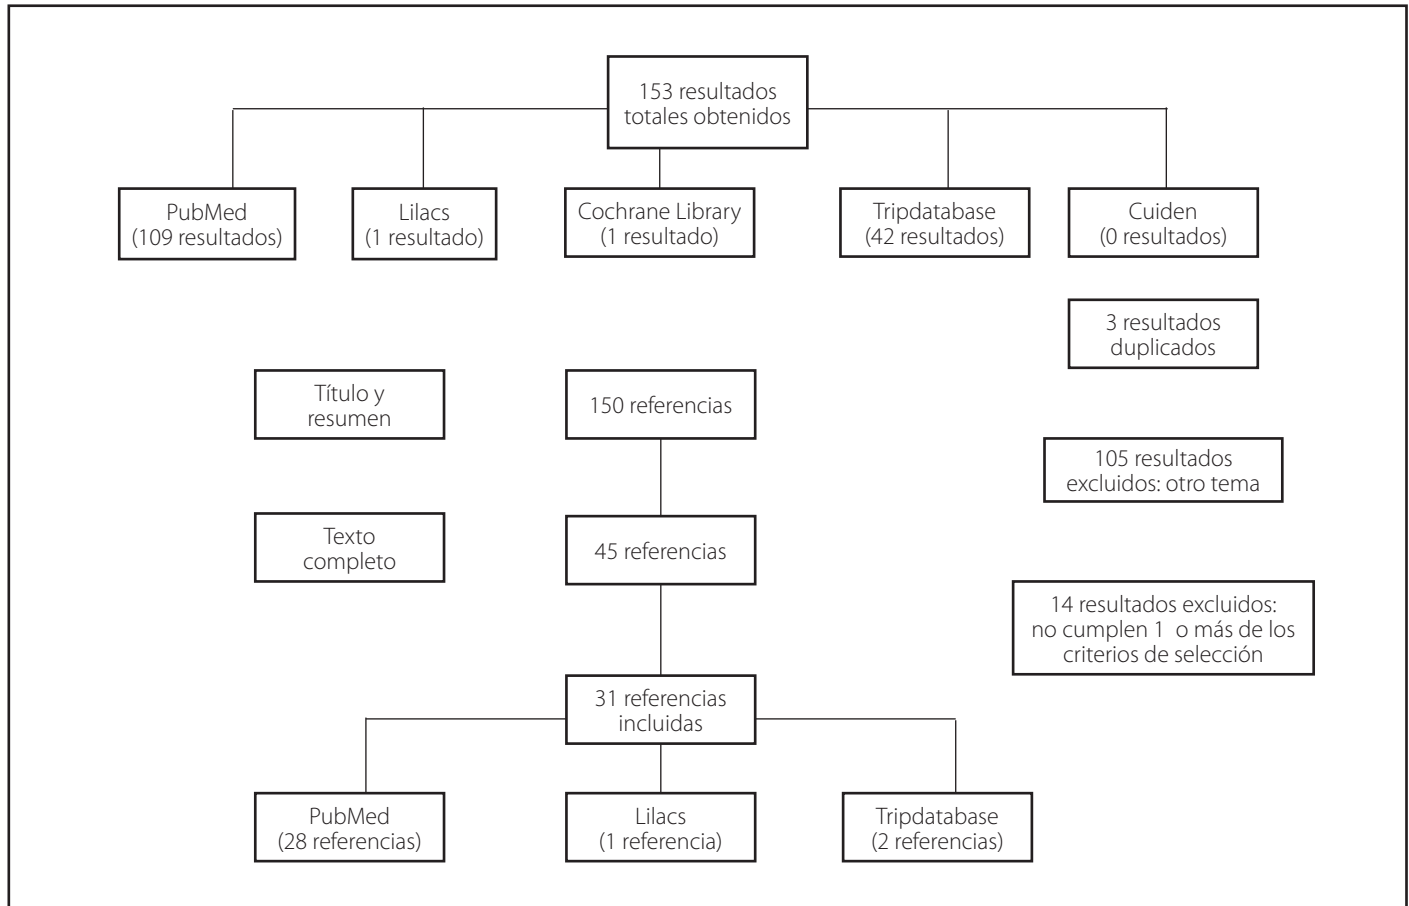 153 resultados
totales obtenidos
PubMed
(109 resultados)
Lilacs
(1 resultado)
Cochrane Library
(1 resultado)
Tripdatabase
(42 resultados)
Cuiden
(0 resultados)
3 resultados
duplicados
Título y
resumen
150 referencias
105 resultados
excluidos: otro tema
Texto
completo
45 referencias
14 resultados excluidos:
no cumplen 1 o más de los
criterios de selección
31 referencias
incluidas
PubMed
(28 referencias)
Lilacs
(1 referencia)
Tripdatabase
(2 referencias)